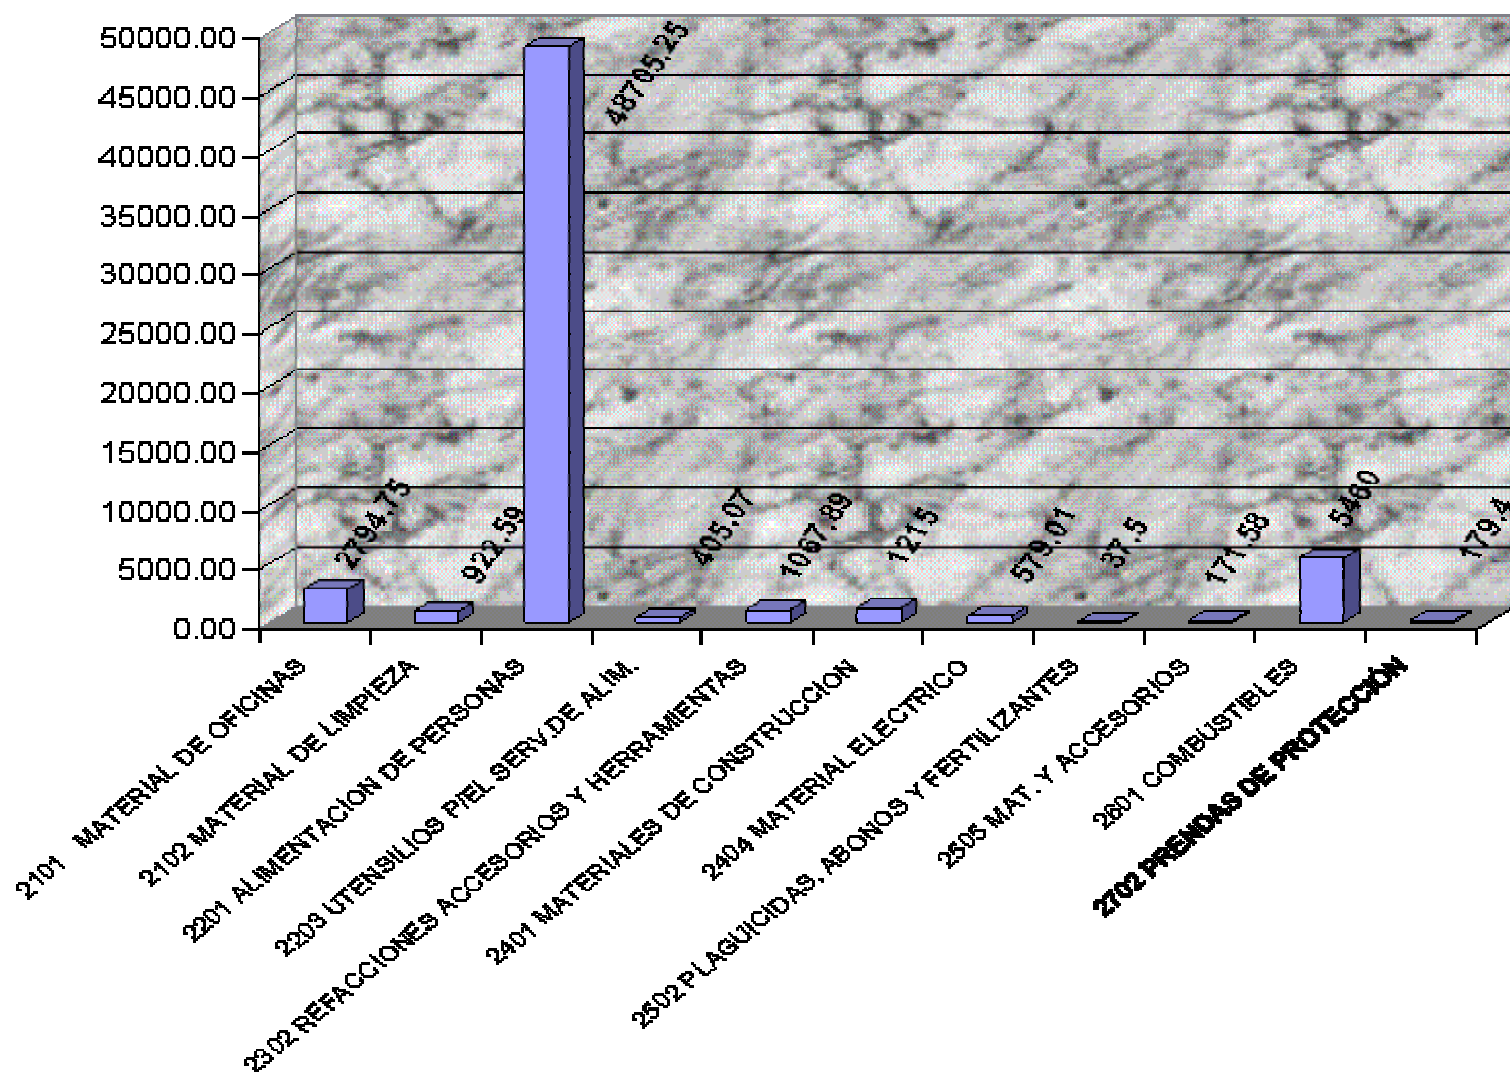 50000.00
45000.00
40000.00
35000.00
30000.00
25000.00
20000.00
15000.00
10000.00
5000.00
0.00
2794.75
922.59
48705.25
405.07
1067.89
1215
579.01
37.5
171.58
5460
179.4
2101 MATERIAL DE OFICINAS
2102 MATERIAL DE LIMPIEZA
2201 ALIMENTACION DE PERSONAS
2203 UTENSILIOS P/EL SERV.DE ALIM.
2302 REFACCIONES ACCESORIOS Y HERRAMIENTAS
2401 MATERIALES DE CONSTRUCCION
2404 MATERIAL ELECTRICO
2502 PLAGUICIDAS, ABONOS Y FERTILIZANTES
2505 MAT. Y ACCESORIOS
2601 COMBUSTIBLES
2702 PRENDAS DE PROTECCIÓN